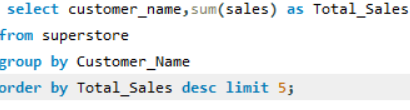 select customer_name,sum(sales) as Total_Sales
from superstore
group by Customer_Name
order by Total_Sales desc limit 5;